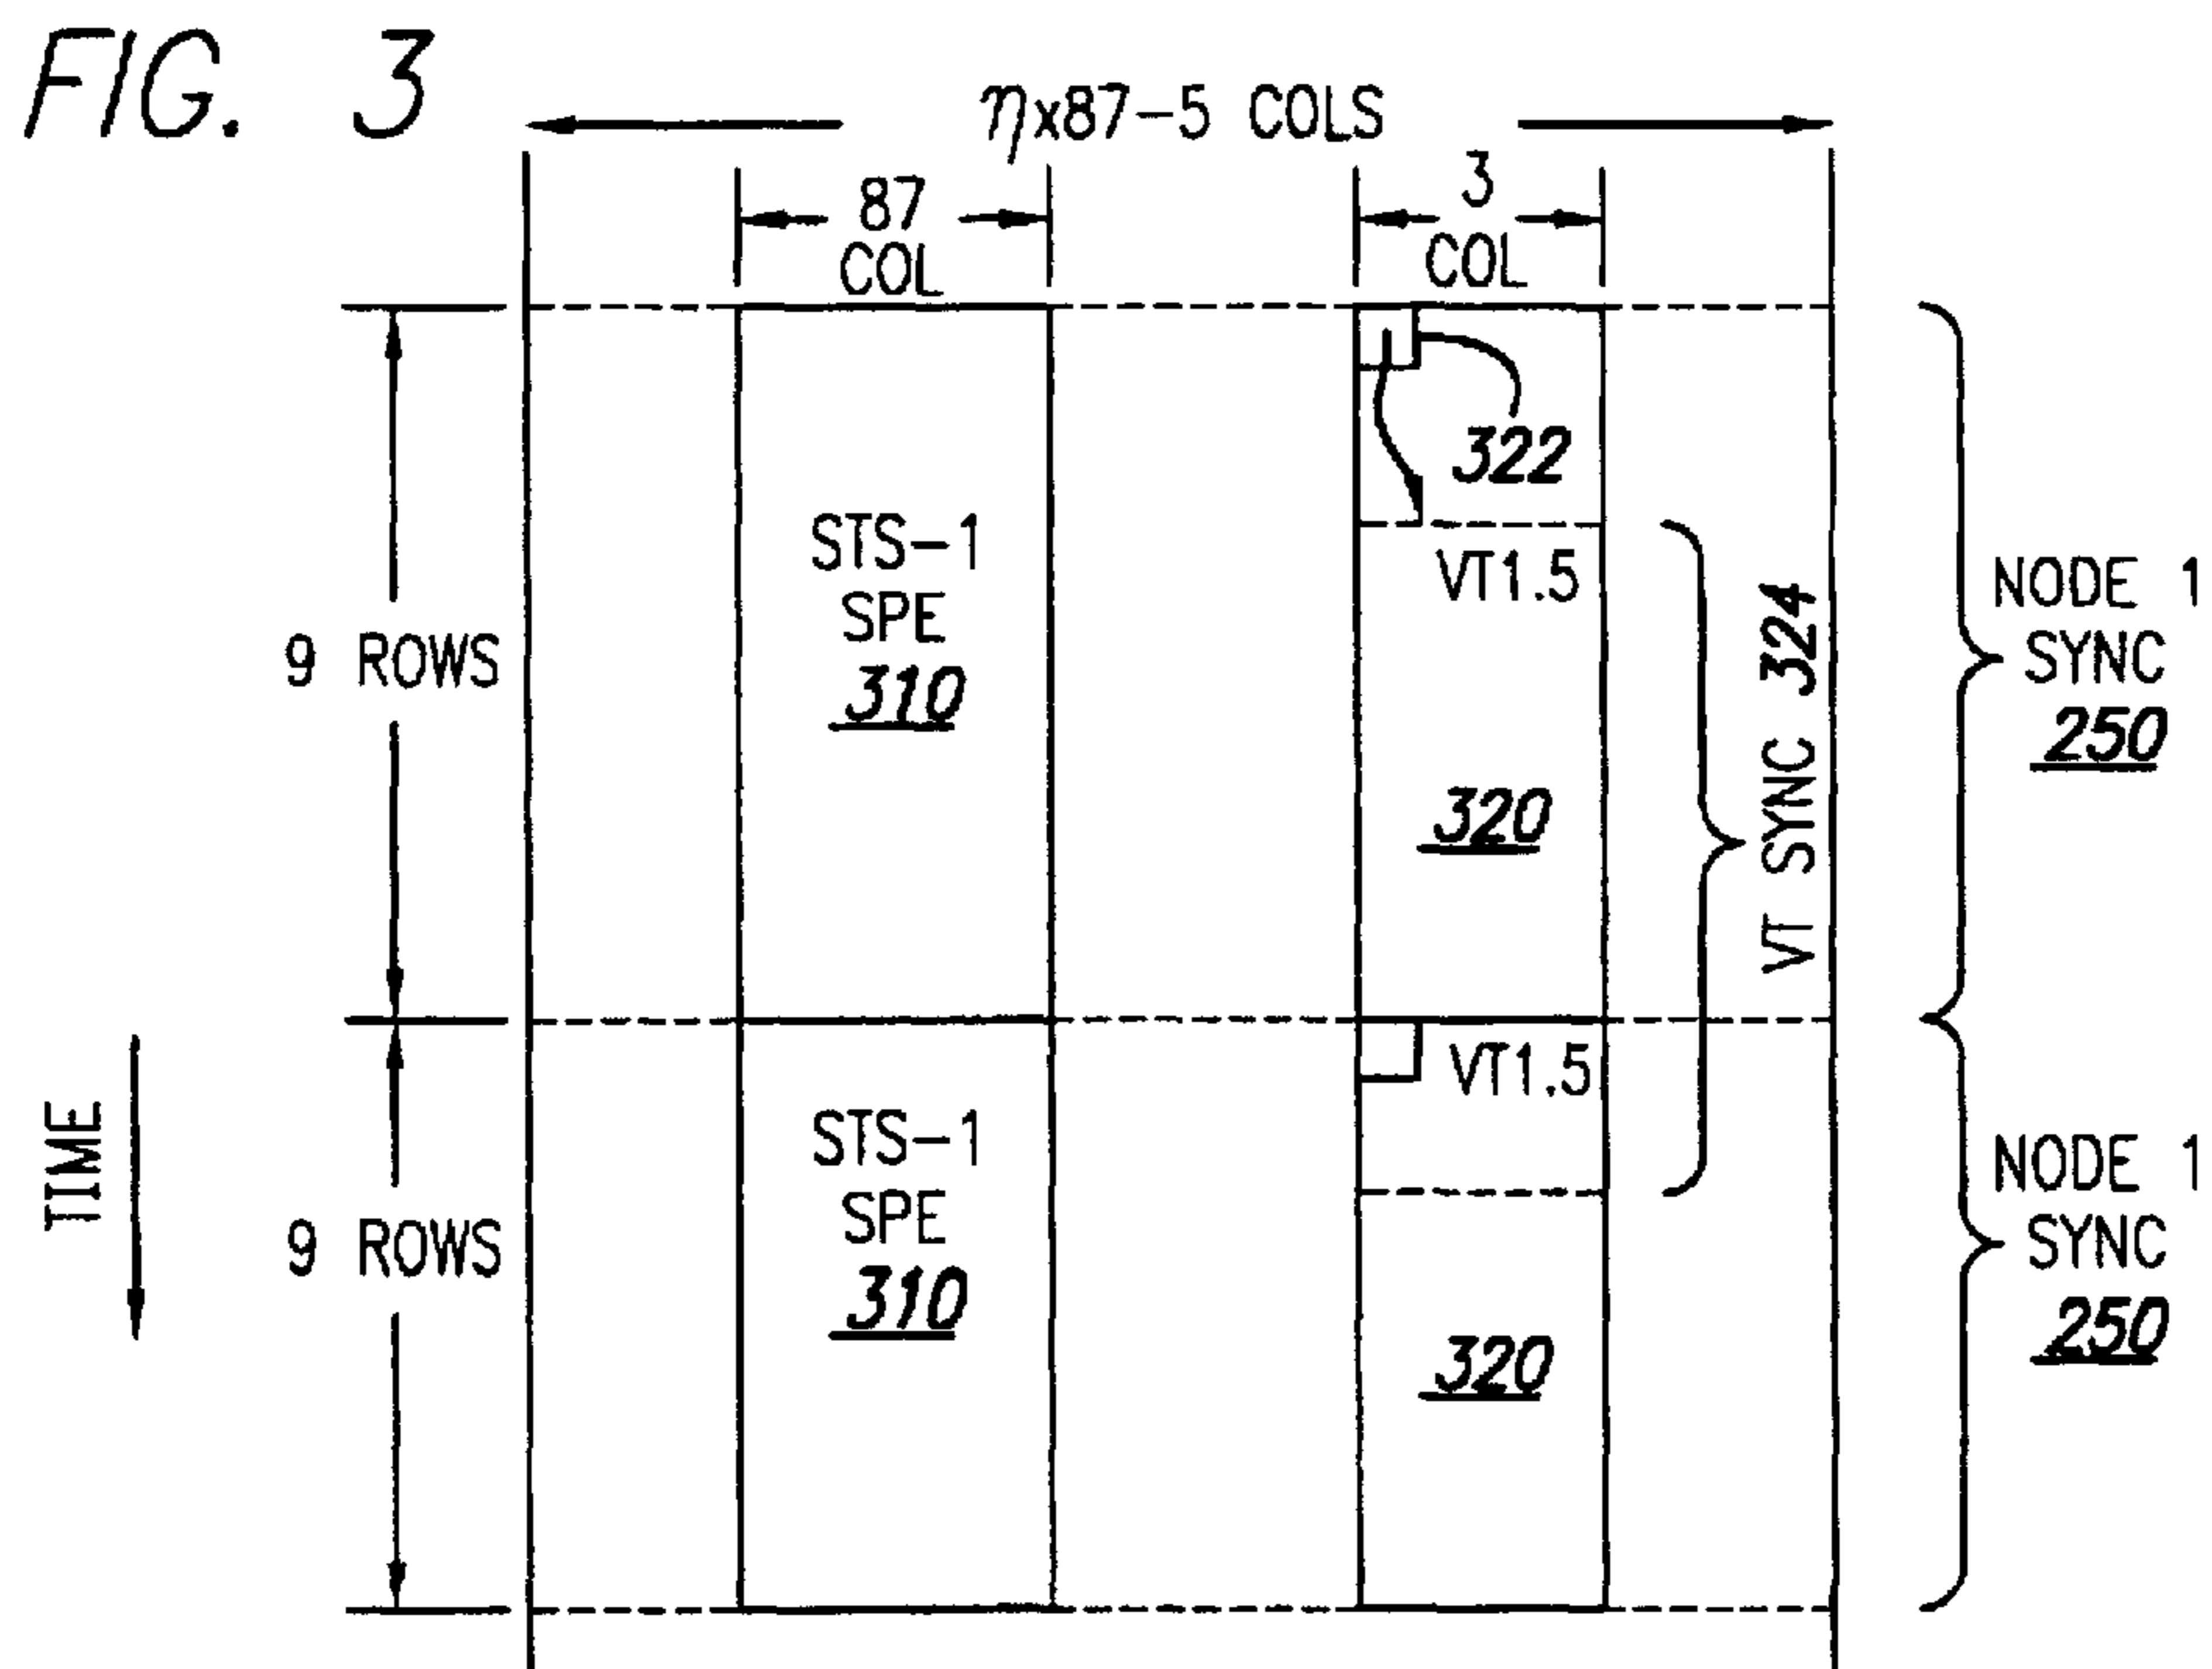 FIG. 3
ηx87-5 COLS
87
COL
3
COL
322
STS-1
SPE
310
9 ROWS
VT1.5
320
VT SYNC 324
NODE 1
SYNC
250
VT1.5
TIME
STS-1
SPE
310
9 ROWS
320
NODE 1
SYNC
250